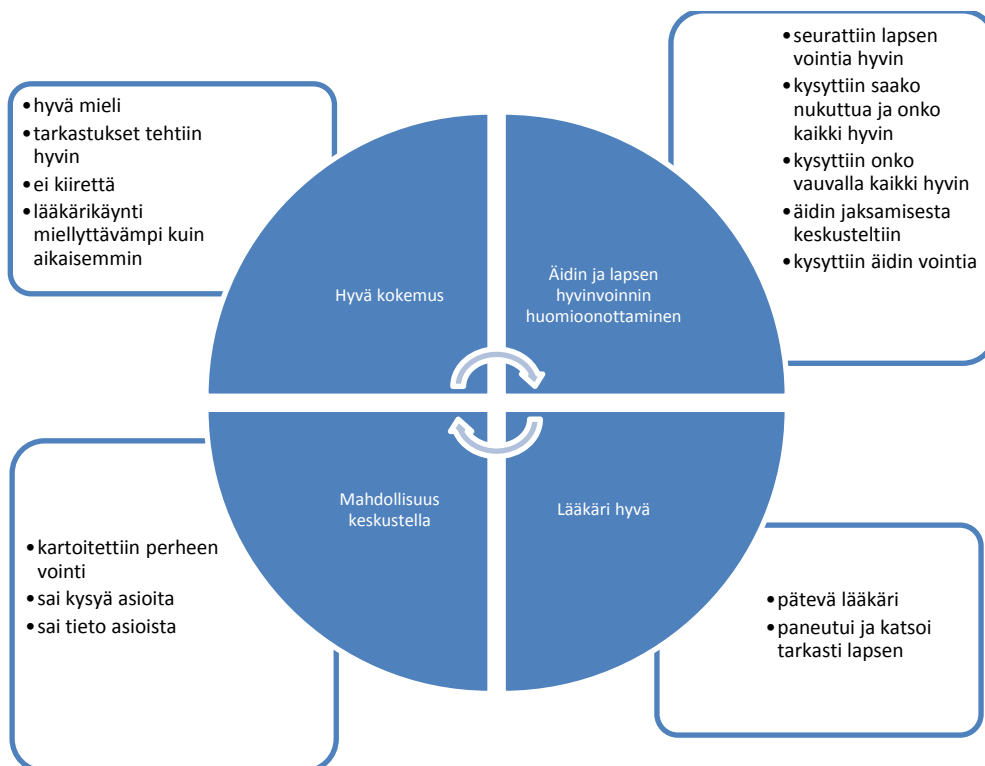 •hyvä mieli
•tarkastukset tehtiin
hyvin
•ei kiirettä
•lääkärikäynti
miellyttävämpi kuin
aikaisemmin
•seurattiin lapsen
vointia hyvin
•kysyttiin saako
nukuttua ja onko
kaikki hyvin
•kysyttiin onko
vauvalla kaikki hyvin
•äidin jaksamisesta
keskusteltiin
•kysyttiin äidin vointia
Hyvä kokemus
Äidin ja lapsen
hyvinvoinnin
huomioonottaminen
Mahdollisuus
keskustella
Lääkäri hyvä
•kartoitettiin perheen
vointi
•sai kysyä asioita
•sai tieto asioista
•pätevä lääkäri
•paneutui ja katsoi
tarkasti lapsen